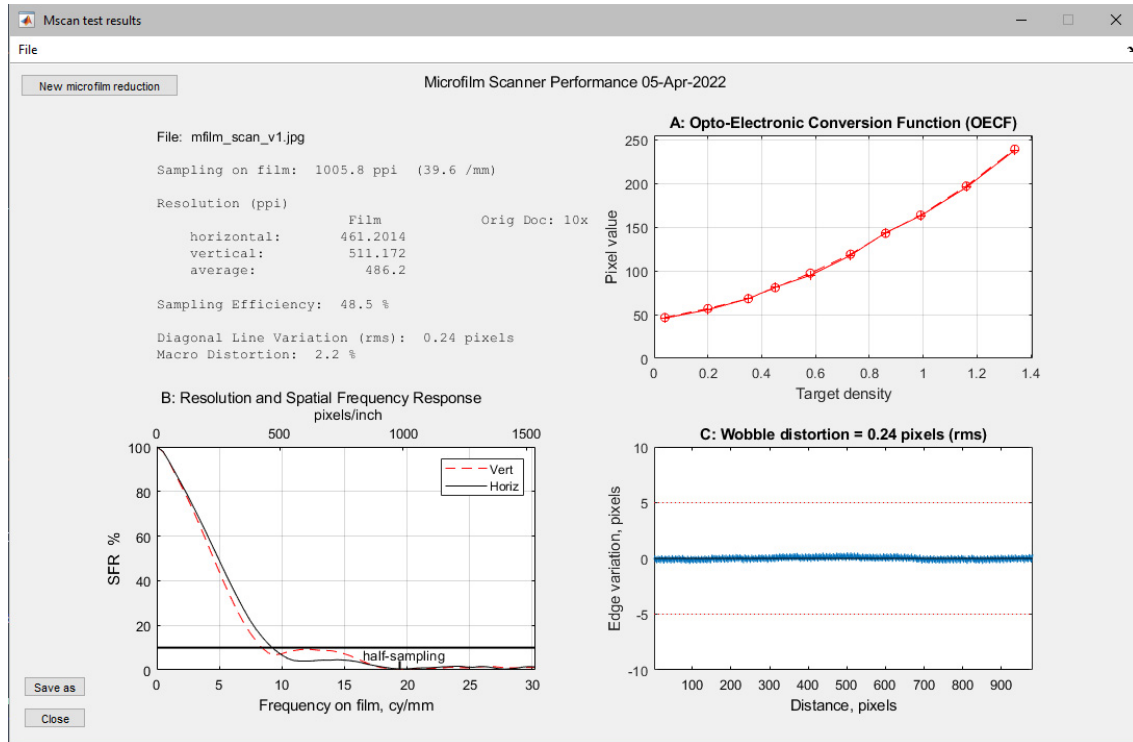 Mscan test results
File
New microfilm reduction
Microfilm Scanner Performance 05-Apr-2022
File: mfilm_scan_v1.jpg
Sampling on film: 1005.8 ppi (39.6 /mm)
Resolution (ppi)
Film Orig Doc: 10x
horizontal: 461.2014
vertical: 511.172
average: 486.2
Sampling Efficiency: 48.5 %
Diagonal Line Variation (rms): 0.24 pixels
Macro Distortion: 2.2 %
A: Opto-Electronic Conversion Function (OECF)
Pixel value
250
200
150
100
50
0
0 0.2 0.4 0.6 0.8 1 1.2 1.4
Target density
B: Resolution and Spatial Frequency Response
pixels/inch
0 500 1000 1500
SFR %
100
80
60
40
20
0
Vert
Horiz
half-sampling
0 5 10 15 20 25 30
Frequency on film, cy/mm
C: Wobble distortion = 0.24 pixels (rms)
Edge variation, pixels
10
5
0
-5
-10
100 200 300 400 500 600 700 800 900
Distance, pixels
Save as
Close